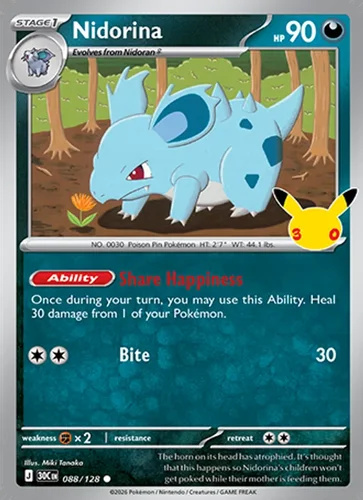 STAGE 1
Nidorina
HP 90
Evolves from Nidoran♀
30
NO. 0030 Poison Pin Pokémon HT: 2'7" WT: 44.1 lbs.
Ability Share Happiness
Once during your turn, you may use this Ability. Heal
30 damage from 1 of your Pokémon.
Bite 30
weakness ×2 resistance retreat
Illus. Miki Tanaka
J 30C EN 088/128
The horn on its head has atrophied. It's thought
that this happens so Nidorina's children won't
get poked while their mother is feeding them.
©2026 Pokémon / Nintendo / Creatures / GAME FREAK